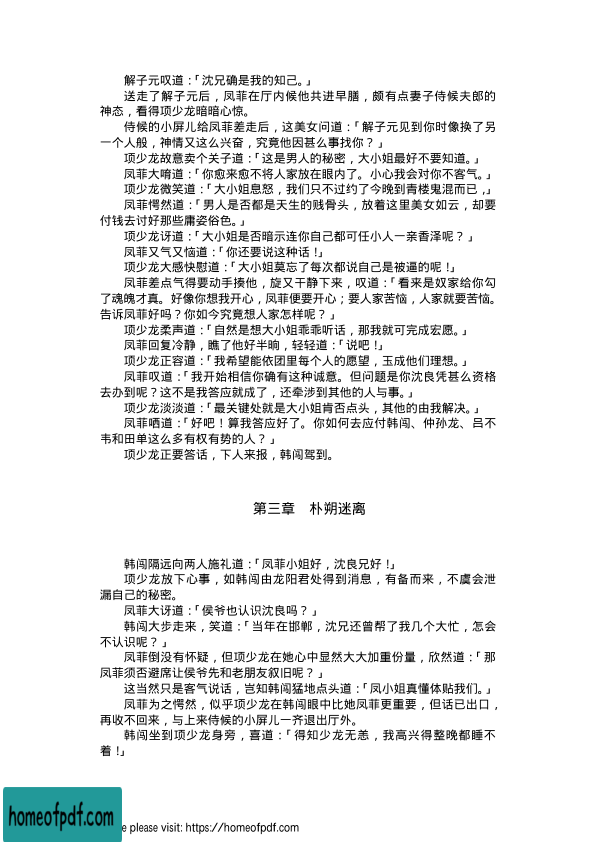 解子元叹道：「沈兄确是我的知己。」
送走了解子元后，凤菲在厅内候他共进早膳，颇有点妻子侍候夫郎的
神态，看得项少龙暗暗心惊。
侍候的小屏儿给凤菲差走后，这美女问道：「解子元见到你时像换了另
一个人般，神情又这么兴奋，究竟他因甚么事找你？」
项少龙故意卖个关子道：「这是男人的秘密，大小姐最好不要知道。」
凤菲大嗔道：「你愈来愈不将人家放在眼内了。小心我会对你不客气。」
项少龙微笑道：「大小姐息怒，我们只不过约了今晚到青楼鬼混而已，」
凤菲愕然道：「男人是否都是天生的贱骨头，放着这里美女如云，却要
付钱去讨好那些庸姿俗色。」
项少龙讶道：「大小姐是否暗示连你自己都可任小人一亲香泽呢？」
凤菲又气又恼道：「你还要说这种话！」
项少龙大感快慰道：「大小姐莫忘了每次都说自己是被逼的呢！」
凤菲差点气得要动手揍他，旋又干静下来，叹道：「看来是奴家给你勾
了魂魄才真。好像你想我开心，凤菲便要开心；要人家苦恼，人家就要苦恼。
告诉凤菲好吗？你如今究竟想人家怎样呢？」
项少龙柔声道：「自然是想大小姐乖乖听话，那我就可完成宏愿。」
凤菲回复冷静，瞧了他好半晌，轻轻道：「说吧！」
项少龙正容道：「我希望能依团里每个人的愿望，玉成他们理想。」
凤菲叹道：「我开始相信你确有这种诚意。但问题是你沈良凭甚么资格
去办到呢？这不是我答应就成了，还牵涉到其他的人与事。」
项少龙淡淡道：「最关键处就是大小姐肯否点头，其他的由我解决。」
凤菲哂道：「好吧！算我答应好了。你如何去应付韩闯、仲孙龙、吕不
韦和田单这么多有权有势的人？」
项少龙正要答话，下人来报，韩闯驾到。
第三章　朴朔迷离
韩闯隔远向两人施礼道：「凤菲小姐好，沈良兄好！」
项少龙放下心事，如韩闯由龙阳君处得到消息，有备而来，不虞会泄
漏自己的秘密。
凤菲大讶道：「侯爷也认识沈良吗？」
韩闯大步走来，笑道：「当年在邯郸，沈兄还曾帮了我几个大忙，怎会
不认识呢？」
凤菲倒没有怀疑，但项少龙在她心中显然大大加重份量，欣然道：「那
凤菲须否避席让侯爷先和老朋友叙旧呢？」
这当然只是客气说话，岂知韩闯猛地点头道：「凤小姐真懂体贴我们。」
凤菲为之愕然，似乎项少龙在韩闯眼中比她凤菲更重要，但话已出口，
再收不回来，与上来侍候的小屏儿一齐退出厅外。
韩闯坐到项少龙身旁，喜道：「得知少龙无恙，我高兴得整晚都睡不
着！」
homeofpdf.com
e please visit: https://homeofpdf.com